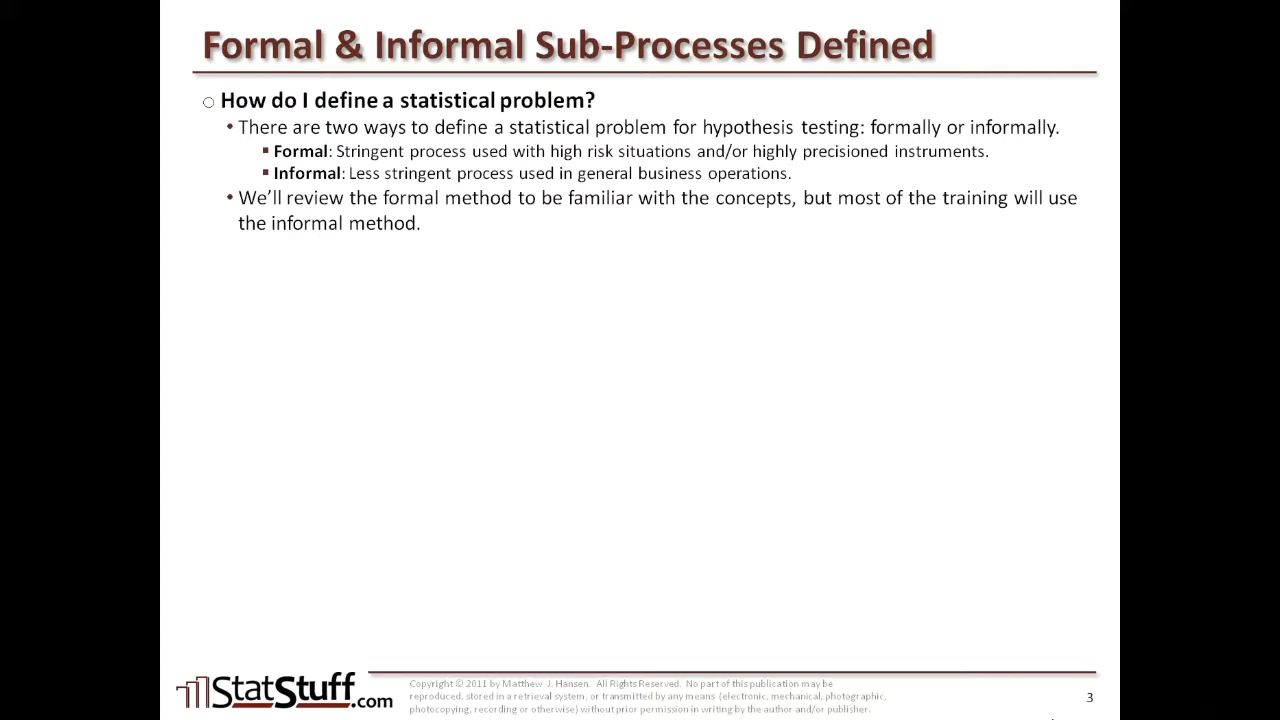 Formal & Informal Sub-Processes Defined
How do I define a statistical problem?
• There are two ways to define a statistical problem for hypothesis testing: formally or informally.
▪ Formal: Stringent process used with high risk situations and/or highly precisioned instruments.
▪ Informal: Less stringent process used in general business operations.
• We'll review the formal method to be familiar with the concepts, but most of the training will use
the informal method.
StatStuff.com
Copyright © 2011 by Matthew J. Hansen. All Rights Reserved. No part of this publication may be
reproduced, stored in a retrieval system, or transmitted by any means (electronic, mechanical, photographic,
photocopying, recording or otherwise) without prior permission in writing by the author and/or publisher.
3